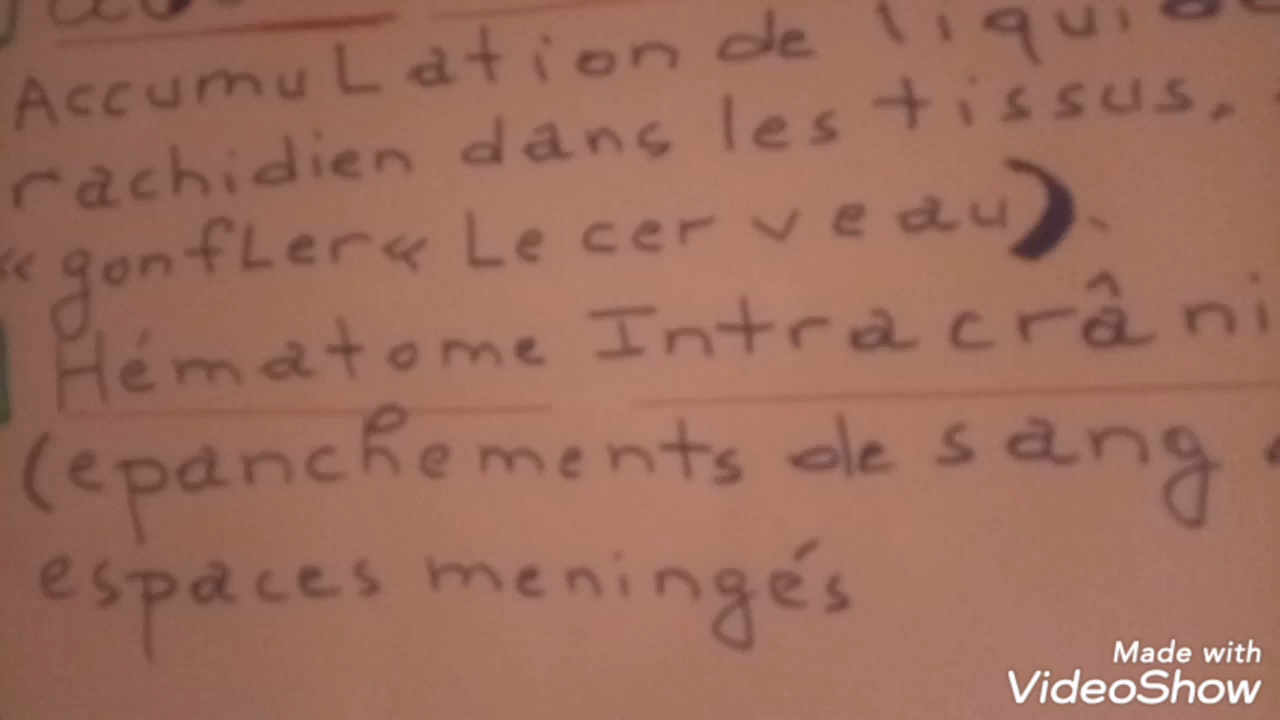 AccumuLation de
rachidien dans les tissus.
« gonfLer « Le cerveau).
Hématome Intracrâni
(epanchements de sang
espaces meningés
Made with
VideoShow